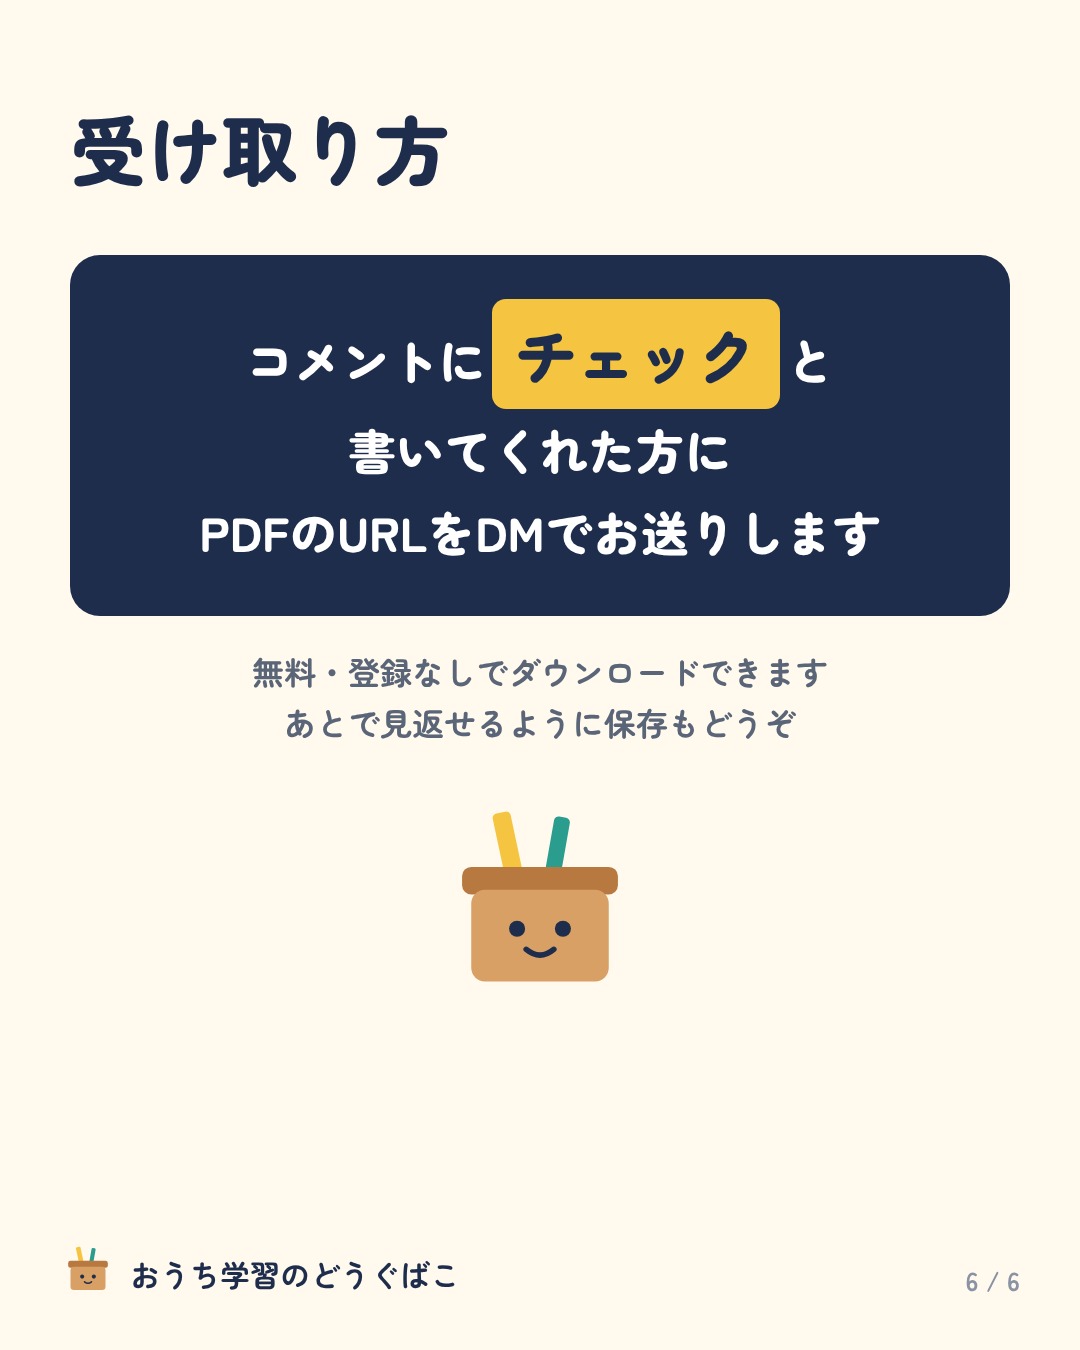 受け取り方
コメントに チェック と
書いてくれた方に
PDFのURLをDMでお送りします
無料・登録なしでダウンロードできます
あとで見返せるように保存もどうぞ
おうち学習のどうぐばこ
6 / 6